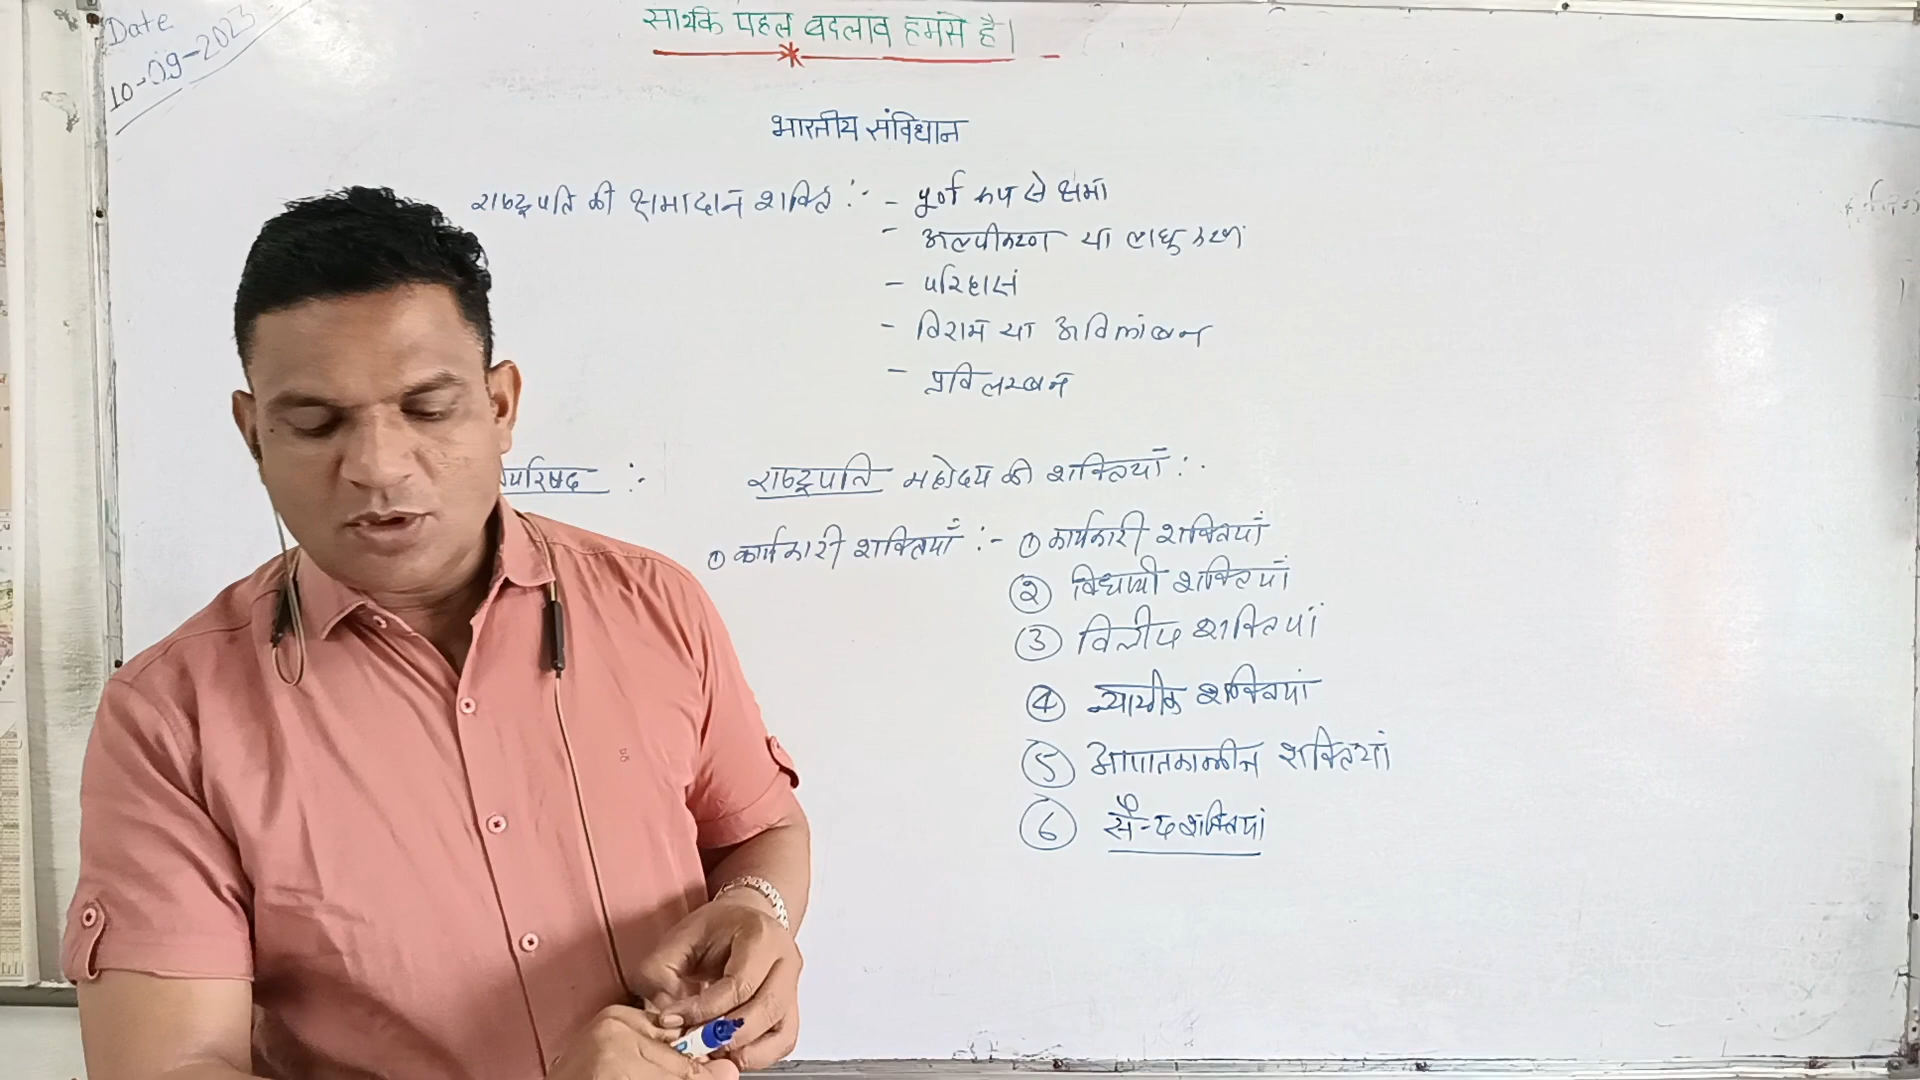 Date
10-09-2023
सार्थक पहल बदलाव हमसे है।
भारतीय संविधान
राष्ट्रपति की क्षमादान शक्ति :- - पूर्ण रूप से क्षमा
- अल्पीकरण या लघुकरण
- परिहास
- विराम या अविलंबन
- प्रविलम्बन
परिषद :- राष्ट्रपति महोदय की शक्तियाँ :-
① कार्यकारी शक्तियाँ :- ① कार्यकारी शक्तियाँ
② विधायी शक्तियाँ
③ वित्तीय शक्तियां
④ न्यायीक शक्तियां
⑤ आपातकालीन शक्तियां
⑥ सैन्य शक्तियां